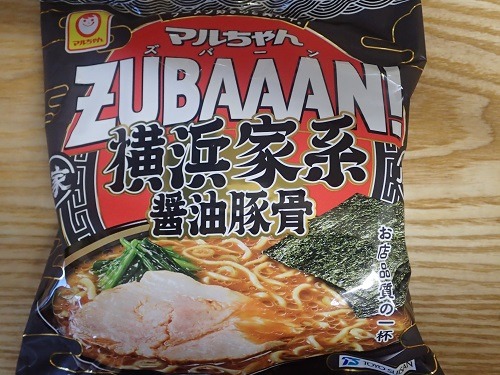 マルちゃん
マルちゃん
ズバーン
ZUBAAAN!
横浜家系
醤油豚骨
家
お店品質の一杯
TOYO SUISAN